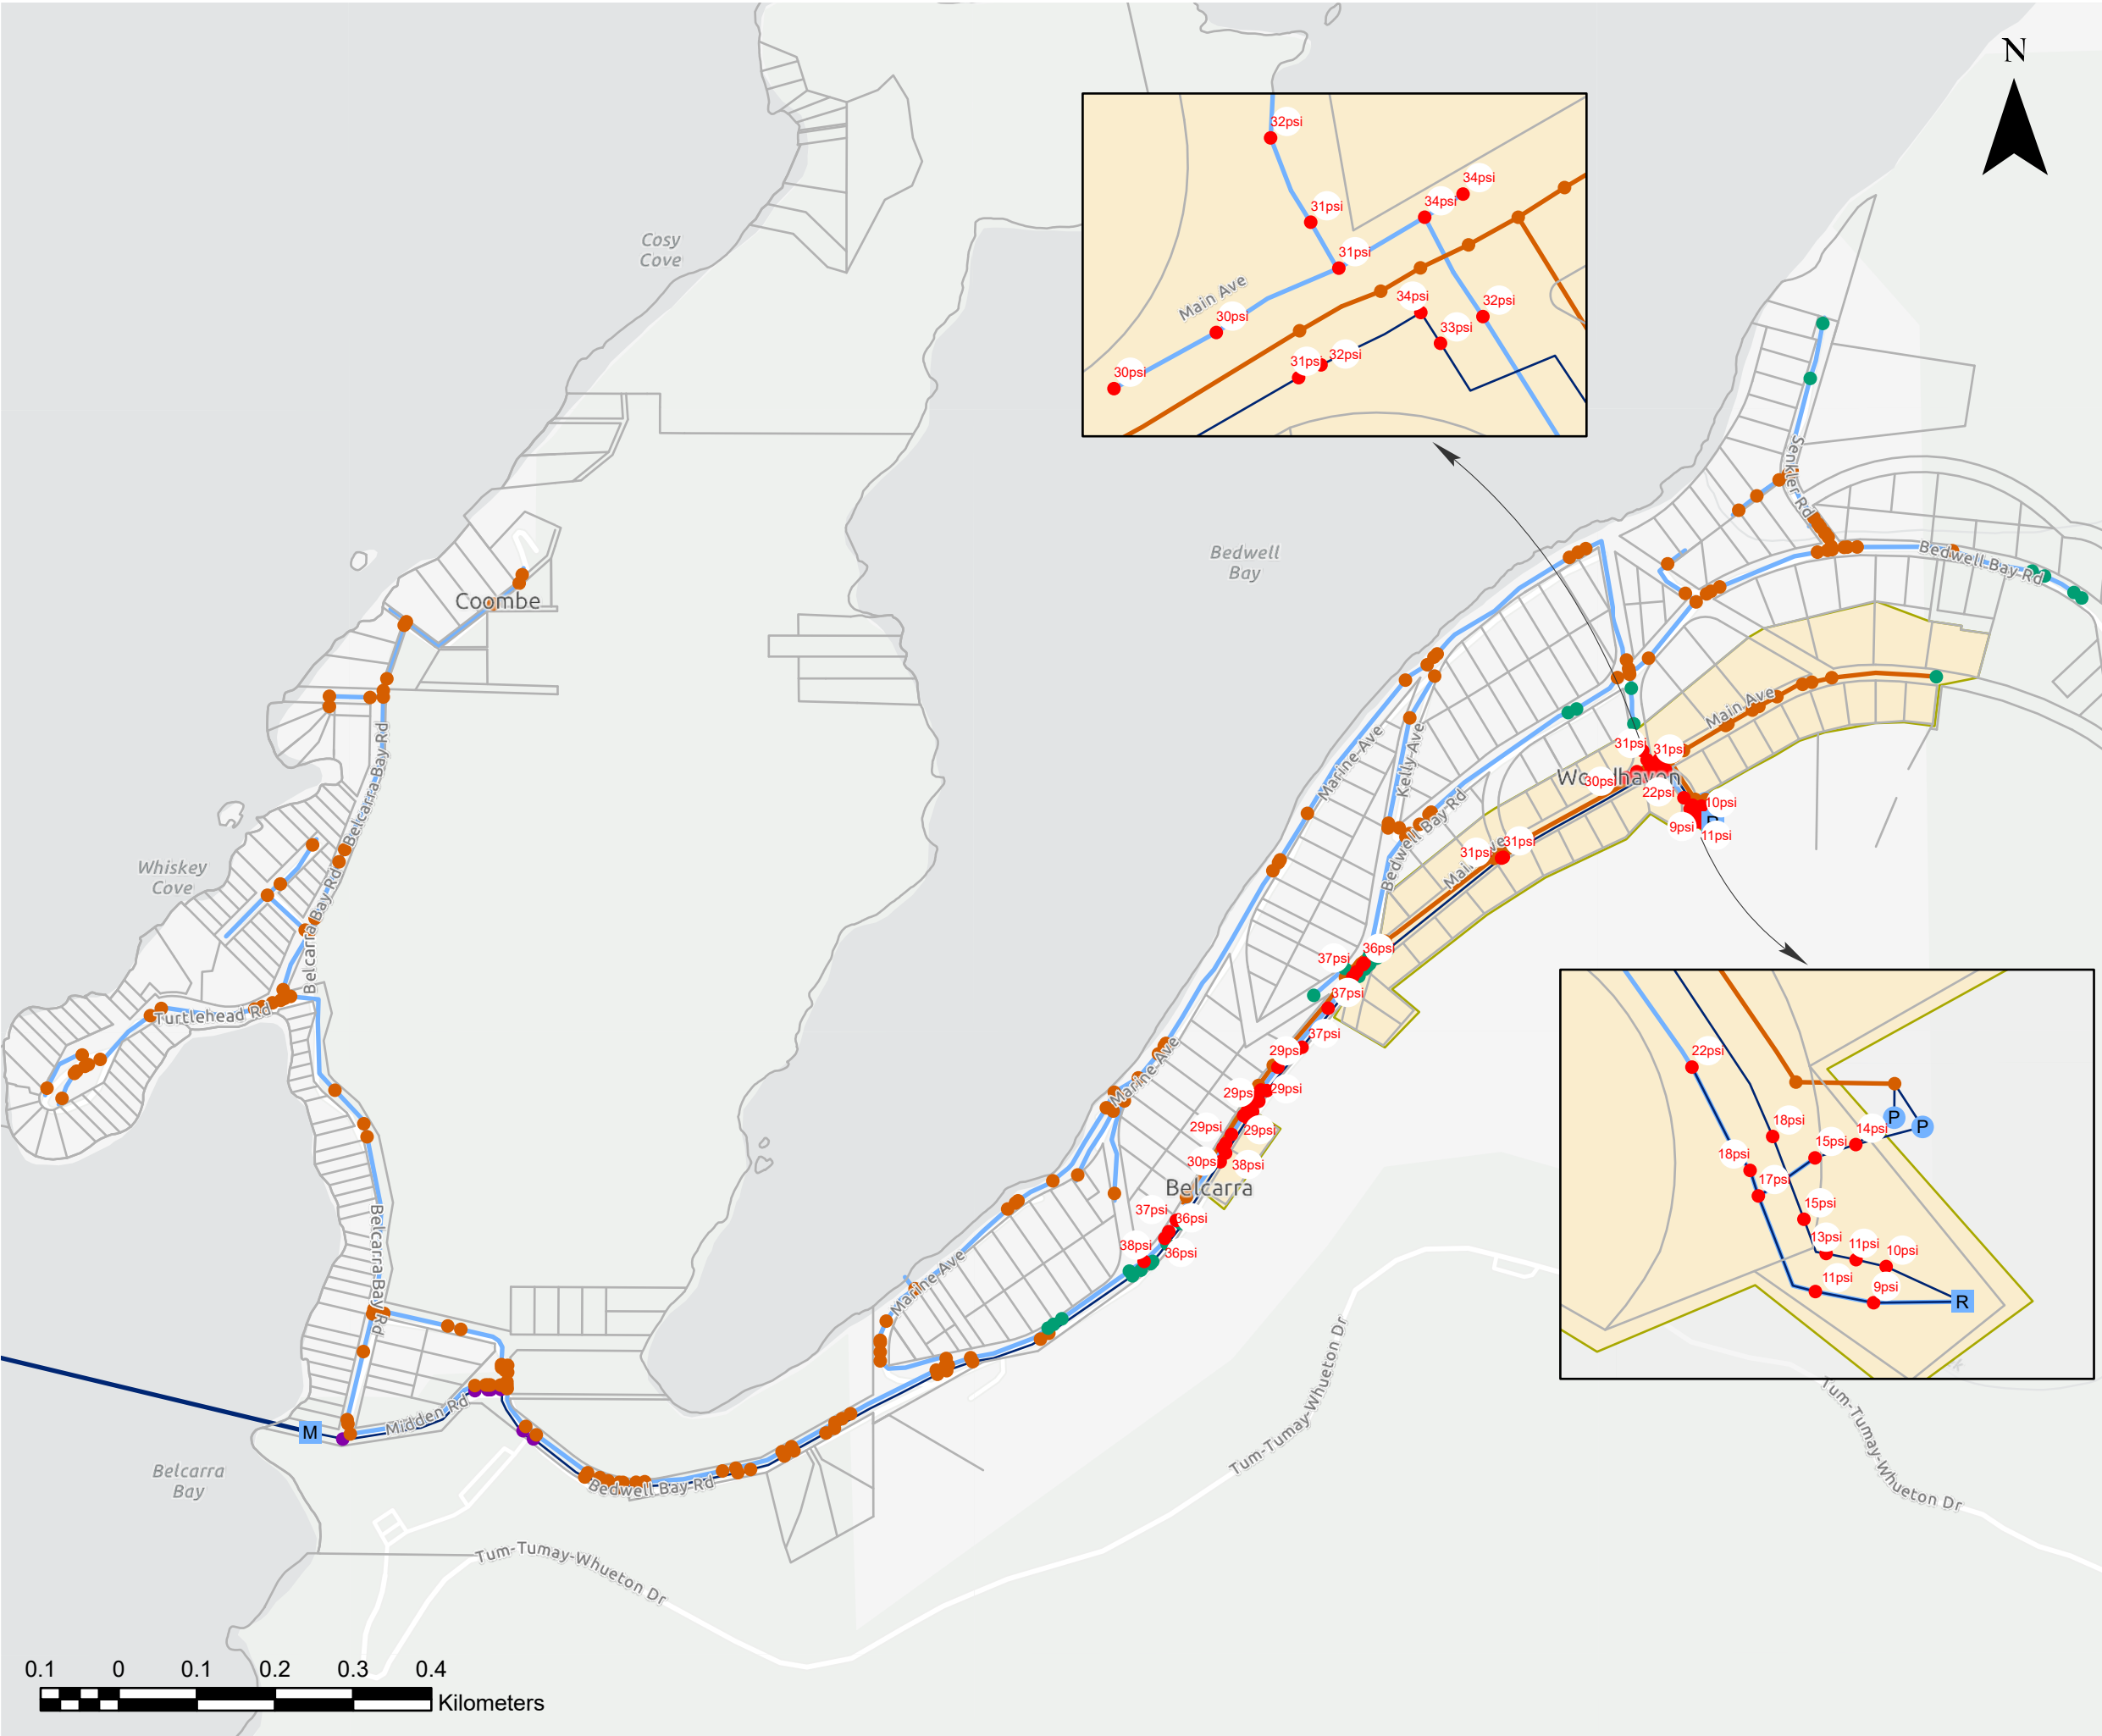 N
32psi
34psi
34psi
31psi
31psi
Main Ave
34psi
32psi
30psi
33psi
31psi
32psi
30psi
Cosy
Cove
Bedwell
Bay
Senkler Rd
Bedwell Bay Rd
Coombe
Main Ave
Marine Ave
Kelly Ave
Belcarra Bay Rd
31psi
31psi
30psi
22psi
10psi
9psi
11psi
Bedwell Bay Rd
Bedwell Bay Rd
31psi
31psi
Whiskey
Cove
Belcarra Bay Rd
36psi
37psi
37psi
37psi
Turtlehead Rd
29psi
29psi
29psi
Marine Ave
29psi
29psi
30psi
38psi
Belcarra
37psi
36psi
38psi
36psi
22psi
P
P
18psi
14psi
15psi
18psi
17psi
15psi
13psi
11psi
10psi
11psi
9psi
R
Belcarra Bay Rd
Marine Ave
Midden Rd
M
Belcarra
Bay
Bedwell Bay Rd
Tum-Tumay-Whueton Dr
Tum-Tumay-Whueton Dr
Tum-Tumay-Whueton Dr
0.1 0 0.1 0.2 0.3 0.4
Kilometers